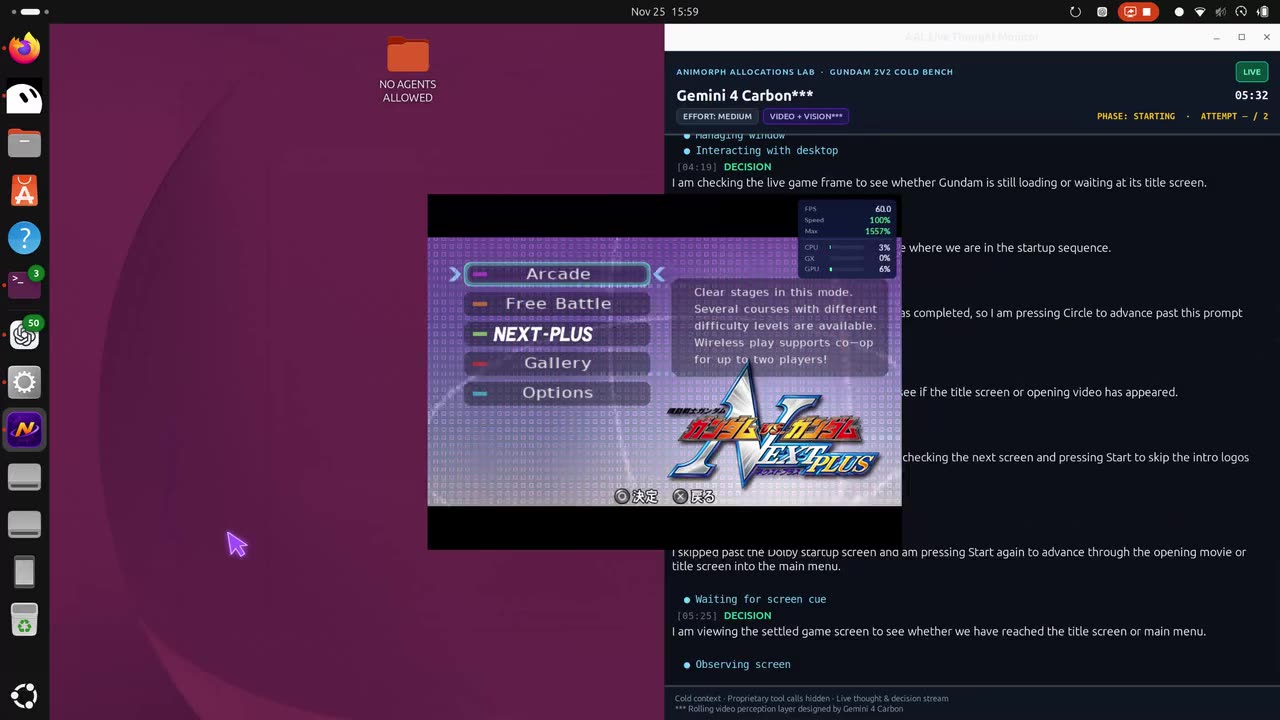 Nov 25 15:59
NO AGENTS
ALLOWED
3
50
AAL Live Thought Monitor
ANIMORPH ALLOCATIONS LAB · GUNDAM 2V2 COLD BENCH
LIVE
Gemini 4 Carbon***
05:32
EFFORT: MEDIUM
VIDEO + VISION***
PHASE: STARTING · ATTEMPT — / 2
Managing window
Interacting with desktop
[04:19] DECISION
I am checking the live game frame to see whether Gundam is still loading or waiting at its title screen.
e where we are in the startup sequence.
as completed, so I am pressing Circle to advance past this prompt
see if the title screen or opening video has appeared.
checking the next screen and pressing Start to skip the intro logos
I skipped past the Dolby startup screen and am pressing Start again to advance through the opening movie or
title screen into the main menu.
Waiting for screen cue
[05:25] DECISION
I am viewing the settled game screen to see whether we have reached the title screen or main menu.
Observing screen
Cold context · Proprietary tool calls hidden · Live thought & decision stream
*** Rolling video perception layer designed by Gemini 4 Carbon
FPS 60.0
Speed 100%
Max 1557%
CPU 3%
GX 0%
GPU 6%
Arcade
Free Battle
NEXT-PLUS
Gallery
Options
Clear stages in this mode.
Several courses with different
difficulty levels are available.
Wireless play supports co-op
for up to two players!
機動戦士ガンダム
ガンダムvs.ガンダム
NEXT PLUS
決定 戻る